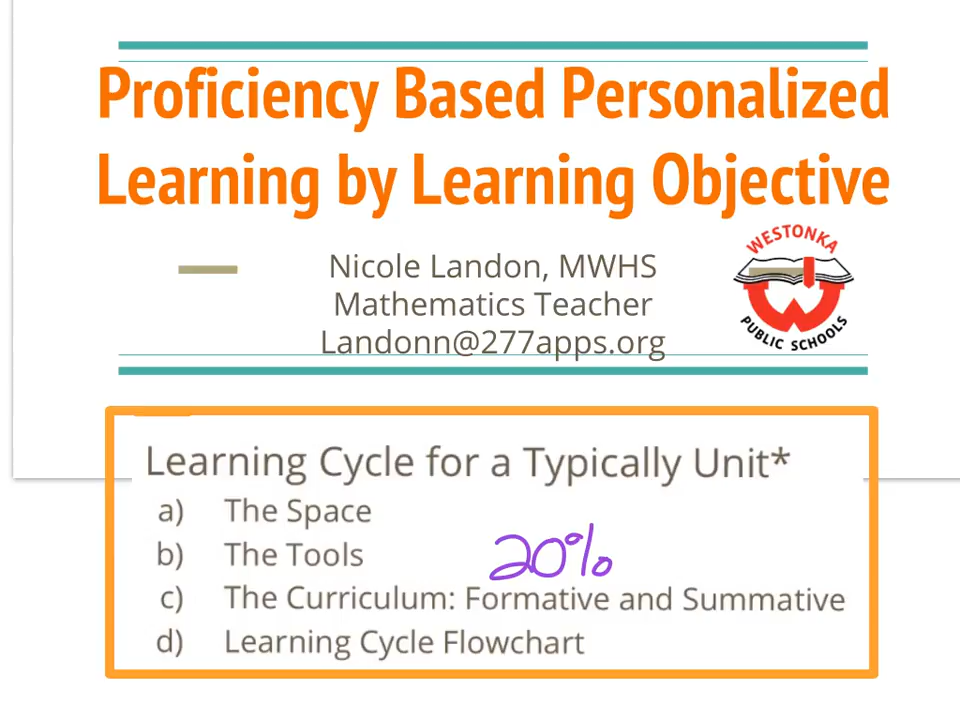 Proficiency Based Personalized
Learning by Learning Objective
Nicole Landon, MWHS
Mathematics Teacher
Landonn@277apps.org
WESTONKA
PUBLIC SCHOOLS
Learning Cycle for a Typically Unit*
a) The Space
b) The Tools
20%
c) The Curriculum: Formative and Summative
d) Learning Cycle Flowchart